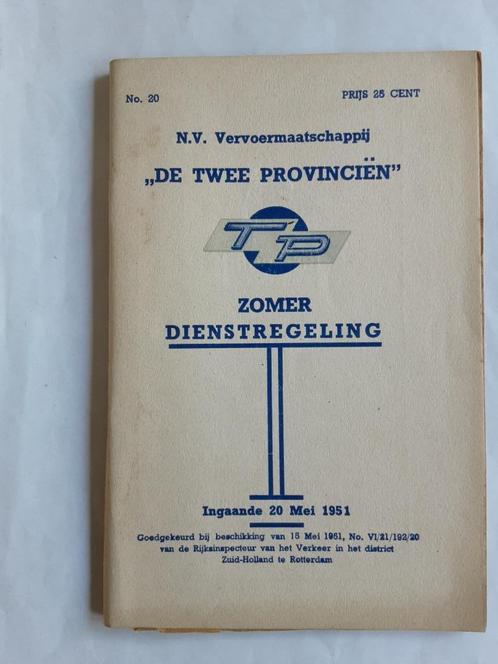 No. 20
PRIJS 25 CENT
N.V. Vervoermaatschappij
„DE TWEE PROVINCIËN”
TP
ZOMER
DIENSTREGELING
Ingaande 20 Mei 1951
Goedgekeurd bij beschikking van 15 Mei 1951, No. VI/21/192/20
van de Rijksinspecteur van het Verkeer in het district
Zuid-Holland te Rotterdam